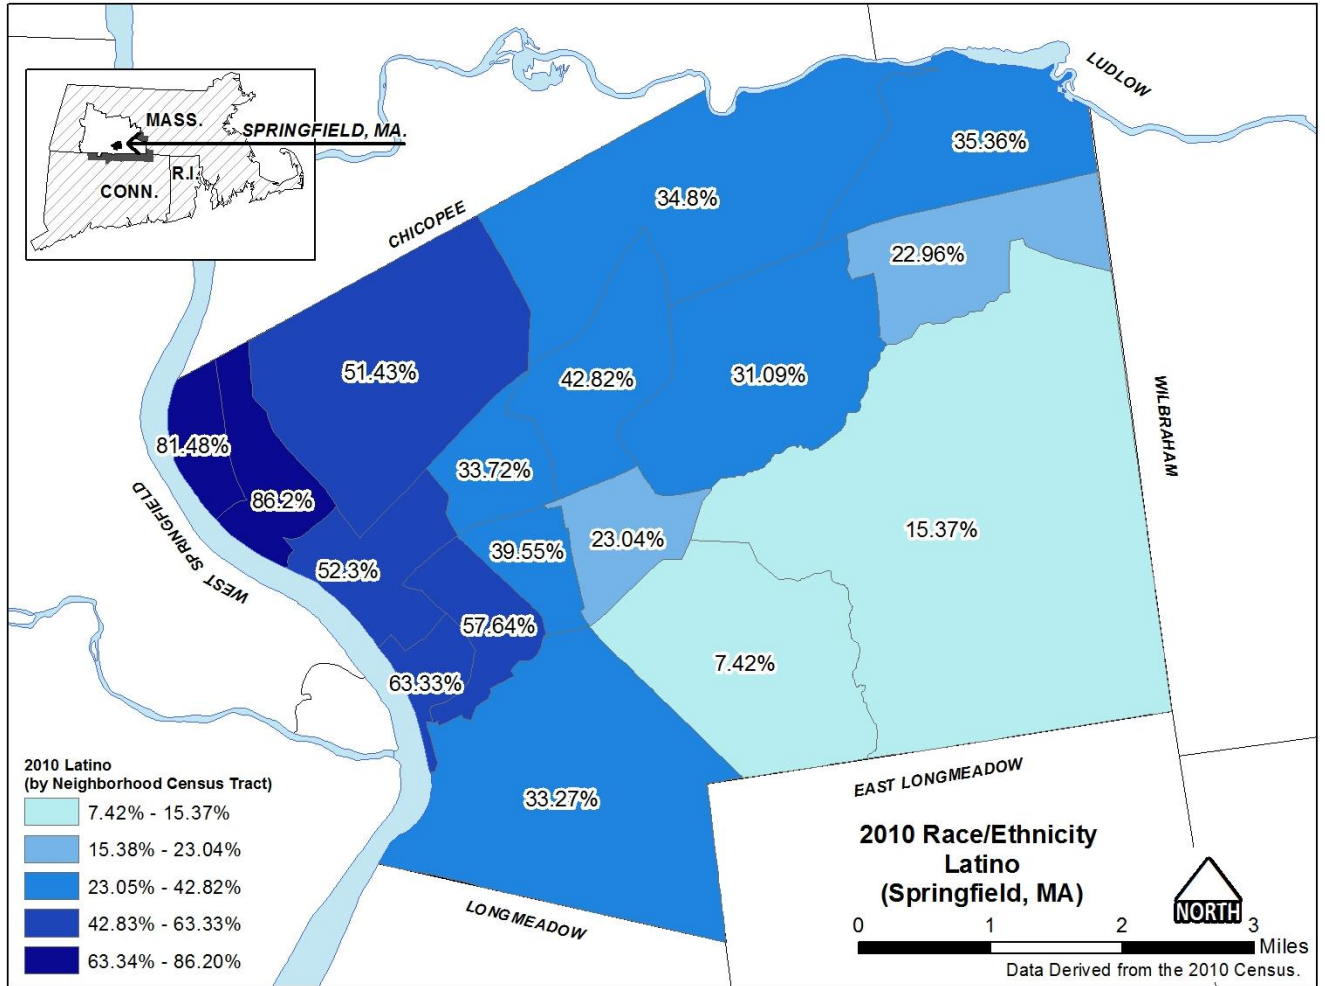 LUDLOW
MASS.
SPRINGFIELD, MA.
R.I.
CONN.
CHICOPEE
35.36%
34.8%
22.96%
51.43%
42.82%
31.09%
WILBRAHAM
81.48%
33.72%
86.2%
WEST SPRINGFIELD
15.37%
23.04%
39.55%
52.3%
57.64%
7.42%
63.33%
33.27%
EAST LONGMEADOW
LONGMEADOW
2010 Latino
(by Neighborhood Census Tract)
7.42% - 15.37%
15.38% - 23.04%
23.05% - 42.82%
42.83% - 63.33%
63.34% - 86.20%
2010 Race/Ethnicity
Latino
(Springfield, MA)
NORTH
0 1 2 3
Miles
Data Derived from the 2010 Census.